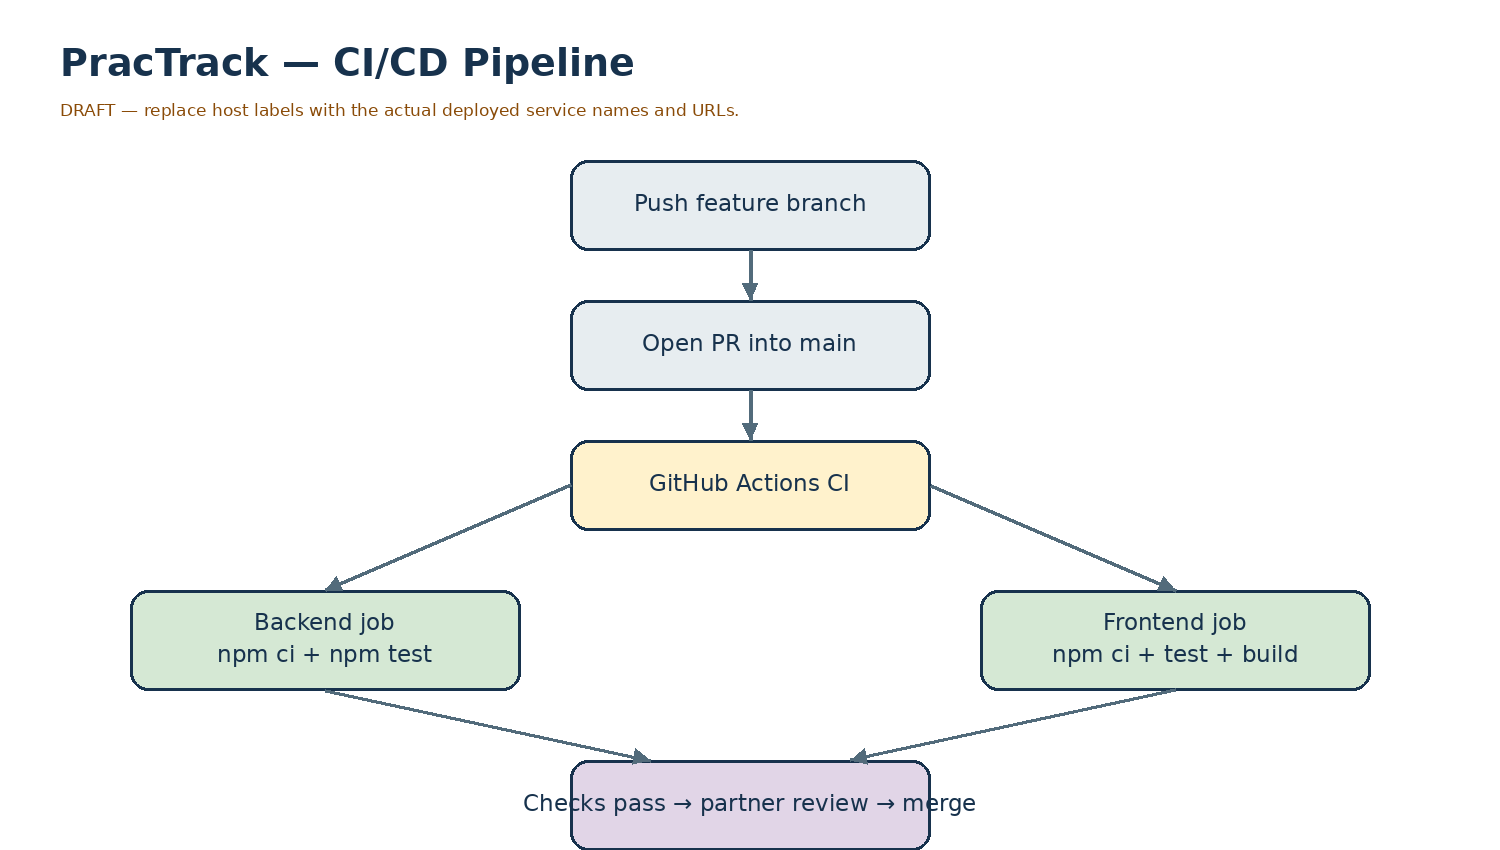 PracTrack — CI/CD Pipeline
DRAFT — replace host labels with the actual deployed service names and URLs.
Push feature branch
Open PR into main
GitHub Actions CI
Backend job
npm ci + npm test
Frontend job
npm ci + test + build
Checks pass → partner review → merge